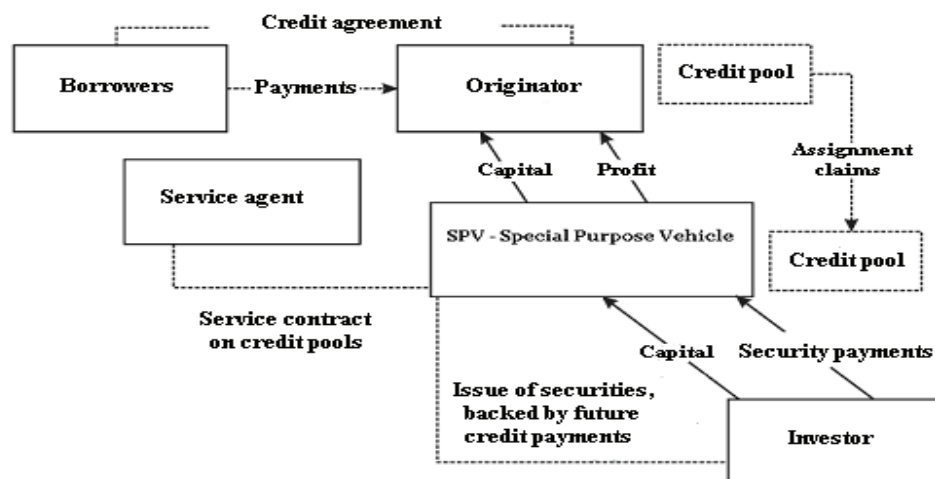 Credit agreement
Borrowers
Payments
Originator
Credit pool
Capital
Profit
Assignment
claims
Service agent
SPV - Special Purpose Vehicle
Credit pool
Service contract
on credit pools
Capital
Security payments
Issue of securities,
backed by future
credit payments
Investor